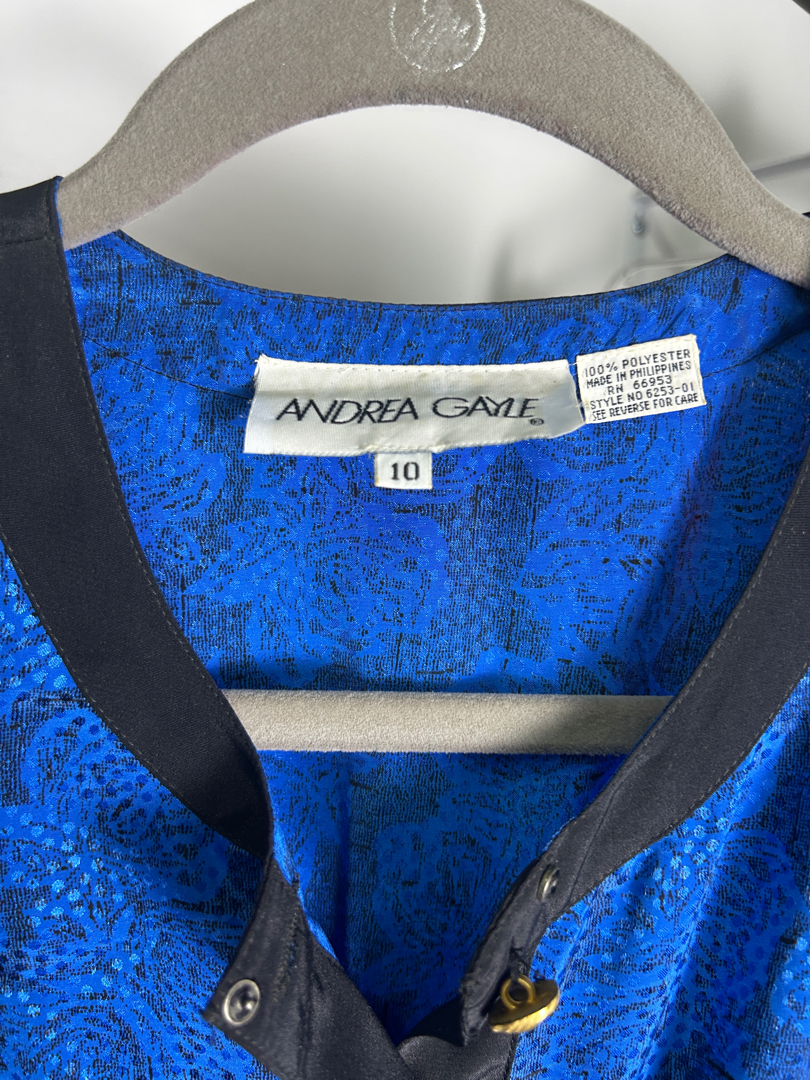 ANDREA GAYLE®
10
100% POLYESTER
MADE IN PHILIPPINES
RN 66953
STYLE NO 6253-01
SEE REVERSE FOR CARE